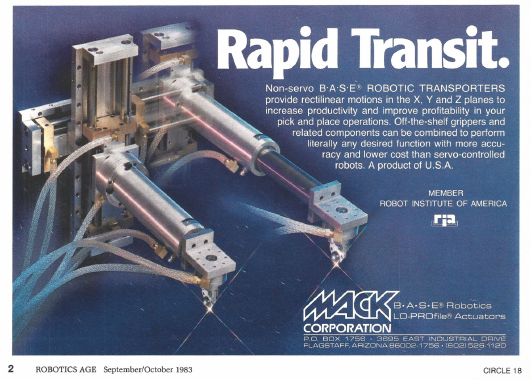 Rapid Transit.
Non-servo B·A·S·E® ROBOTIC TRANSPORTERS
provide rectilinear motions in the X, Y and Z planes to
increase productivity and improve profitability in your
pick and place operations. Off-the-shelf grippers and
related components can be combined to perform
literally any desired function with more accu-
racy and lower cost than servo-controlled
robots. A product of U.S.A.
MEMBER
ROBOT INSTITUTE OF AMERICA
ria
MACK
CORPORATION
B·A·S·E® Robotics
LO-PROfile® Actuators
P.O. BOX 1756 · 3695 EAST INDUSTRIAL DRIVE
FLAGSTAFF, ARIZONA 86002-1756 · (602) 526-1120
2 ROBOTICS AGE September/October 1983
CIRCLE 18